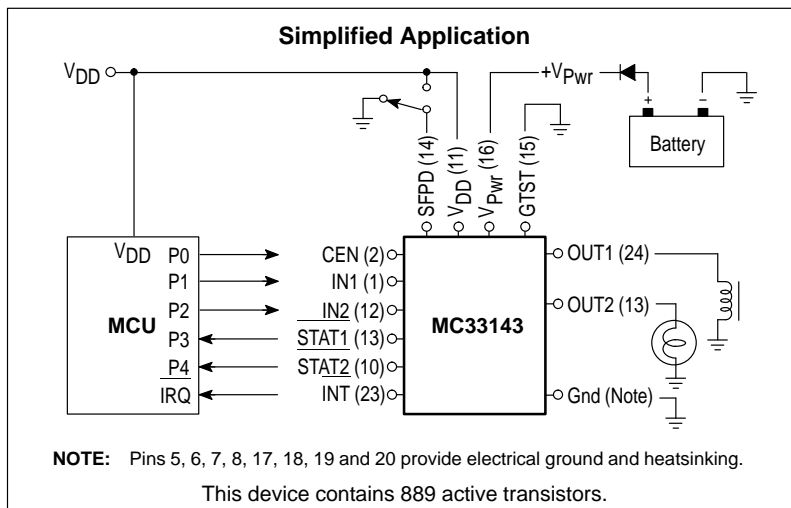 Simplified Application
VDD
+VPwr
+ −
Battery
SFPD (14)
VDD (11)
VPwr (16)
GTST (15)
VDD
MCU
P0
P1
P2
P3
P4
IRQ
CEN (2)
IN1 (1)
IN2 (12)
STAT1 (13)
STAT2 (10)
INT (23)
MC33143
OUT1 (24)
OUT2 (13)
Gnd (Note)
NOTE: Pins 5, 6, 7, 8, 17, 18, 19 and 20 provide electrical ground and heatsinking.
This device contains 889 active transistors.